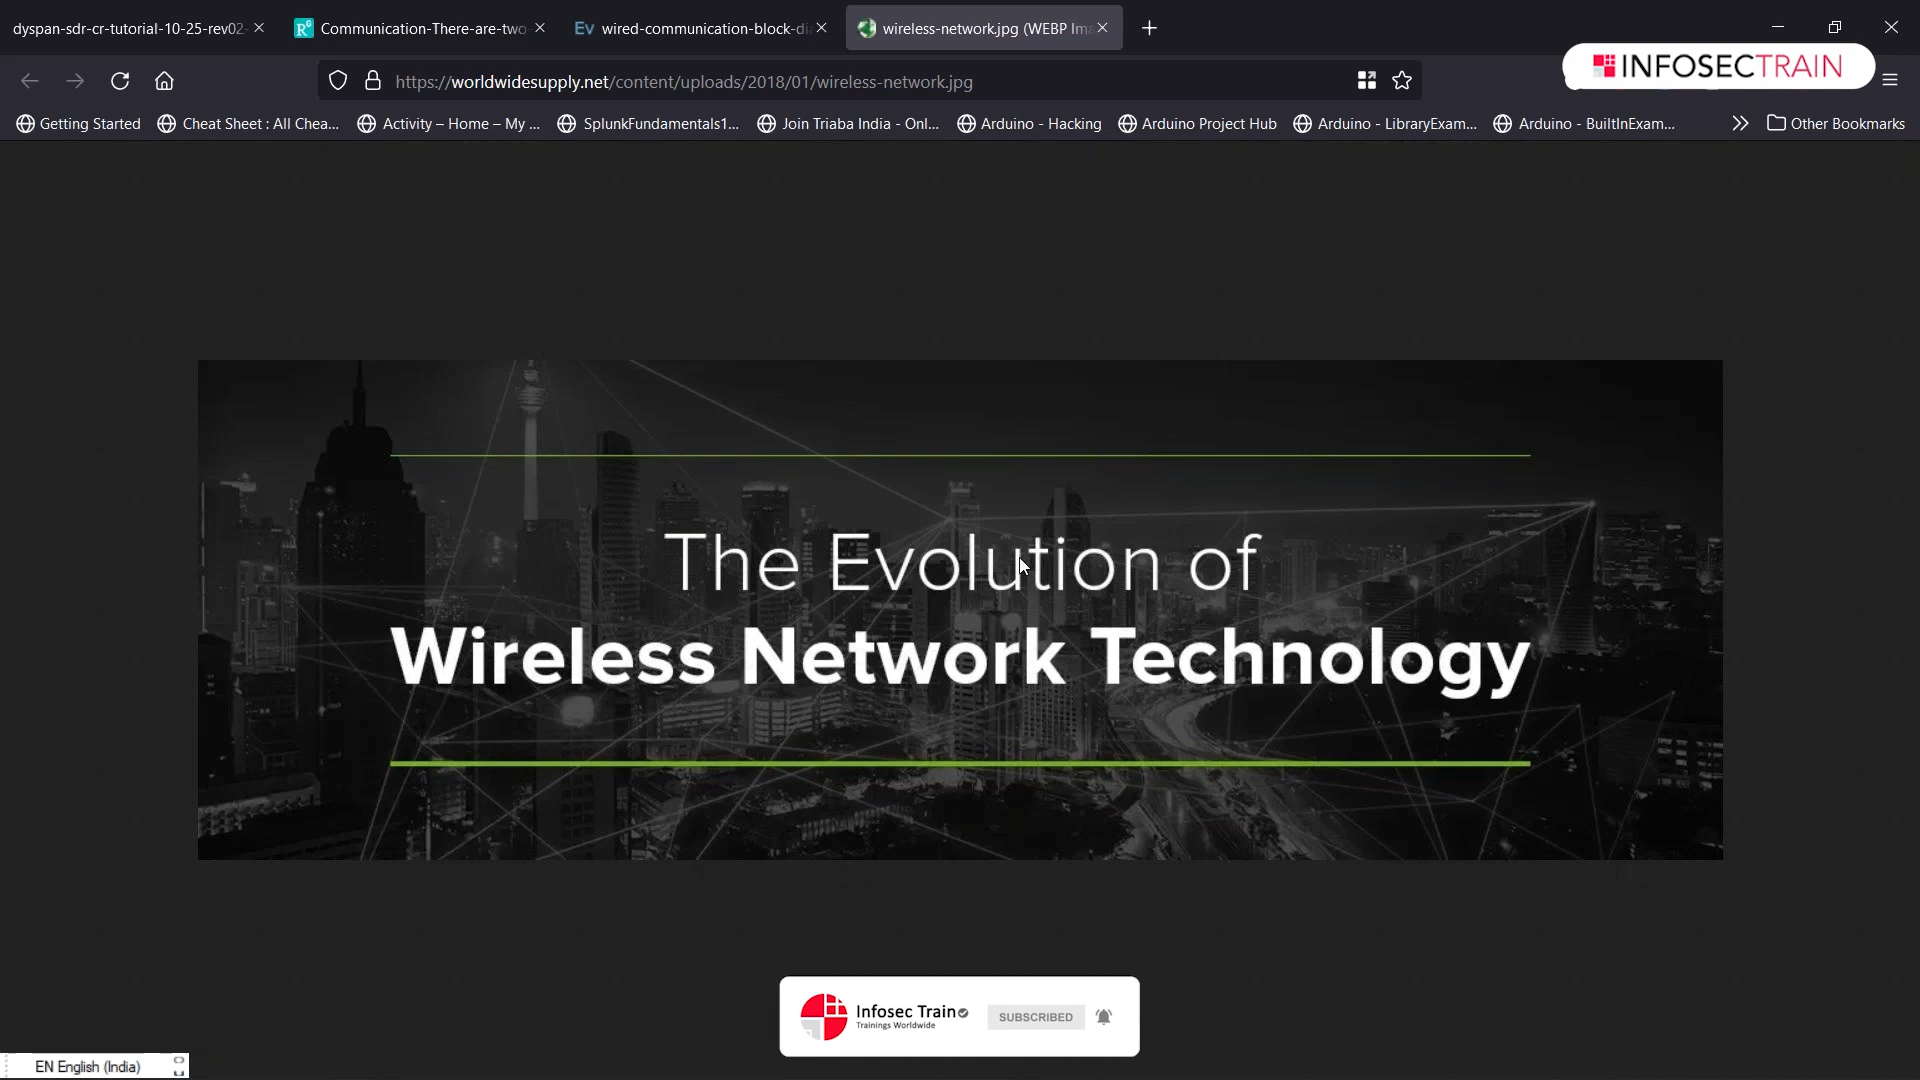 dyspan-sdr-cr-tutorial-10-25-rev02-
Communication-There-are-two
Ev wired-communication-block-di
wireless-network.jpg (WEBP Ima
INFOSECTRAIN
https://worldwidesupply.net/content/uploads/2018/01/wireless-network.jpg
Getting Started
Cheat Sheet : All Chea...
Activity – Home – My ...
SplunkFundamentals1...
Join Triaba India - Onl...
Arduino - Hacking
Arduino Project Hub
Arduino - LibraryExam...
Arduino - BuiltInExam...
Other Bookmarks
The Evolution of
Wireless Network Technology
Infosec Train
Trainings Worldwide
SUBSCRIBED
EN English (India)